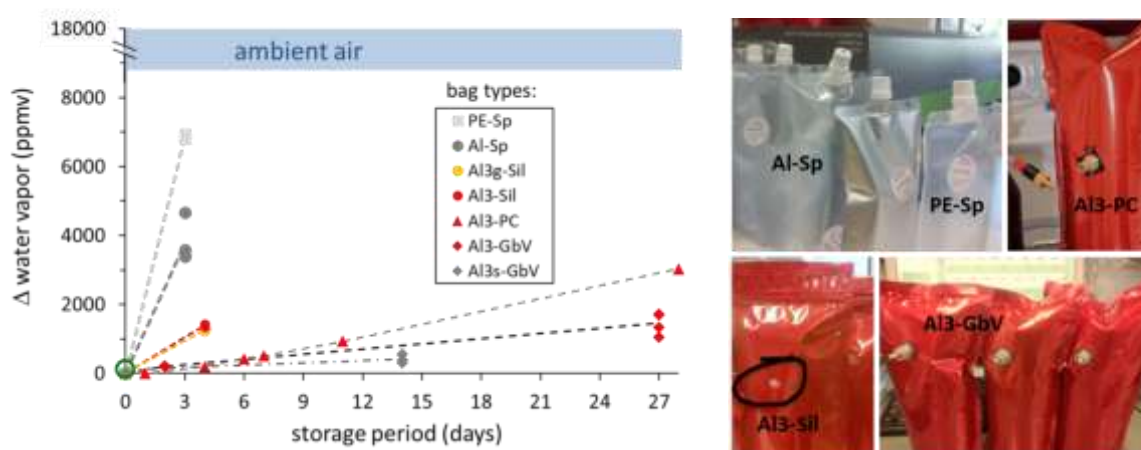 18000
ambient air
8000
6000
4000
2000
0
Δ water vapor (ppmv)
bag types:
PE-Sp
Al-Sp
Al3g-Sil
Al3-Sil
Al3-PC
Al3-GbV
Al3s-GbV
0 3 6 9 12 15 18 21 24 27
storage period (days)
Al-Sp
PE-Sp
Al3-PC
Al3-Sil
Al3-GbV